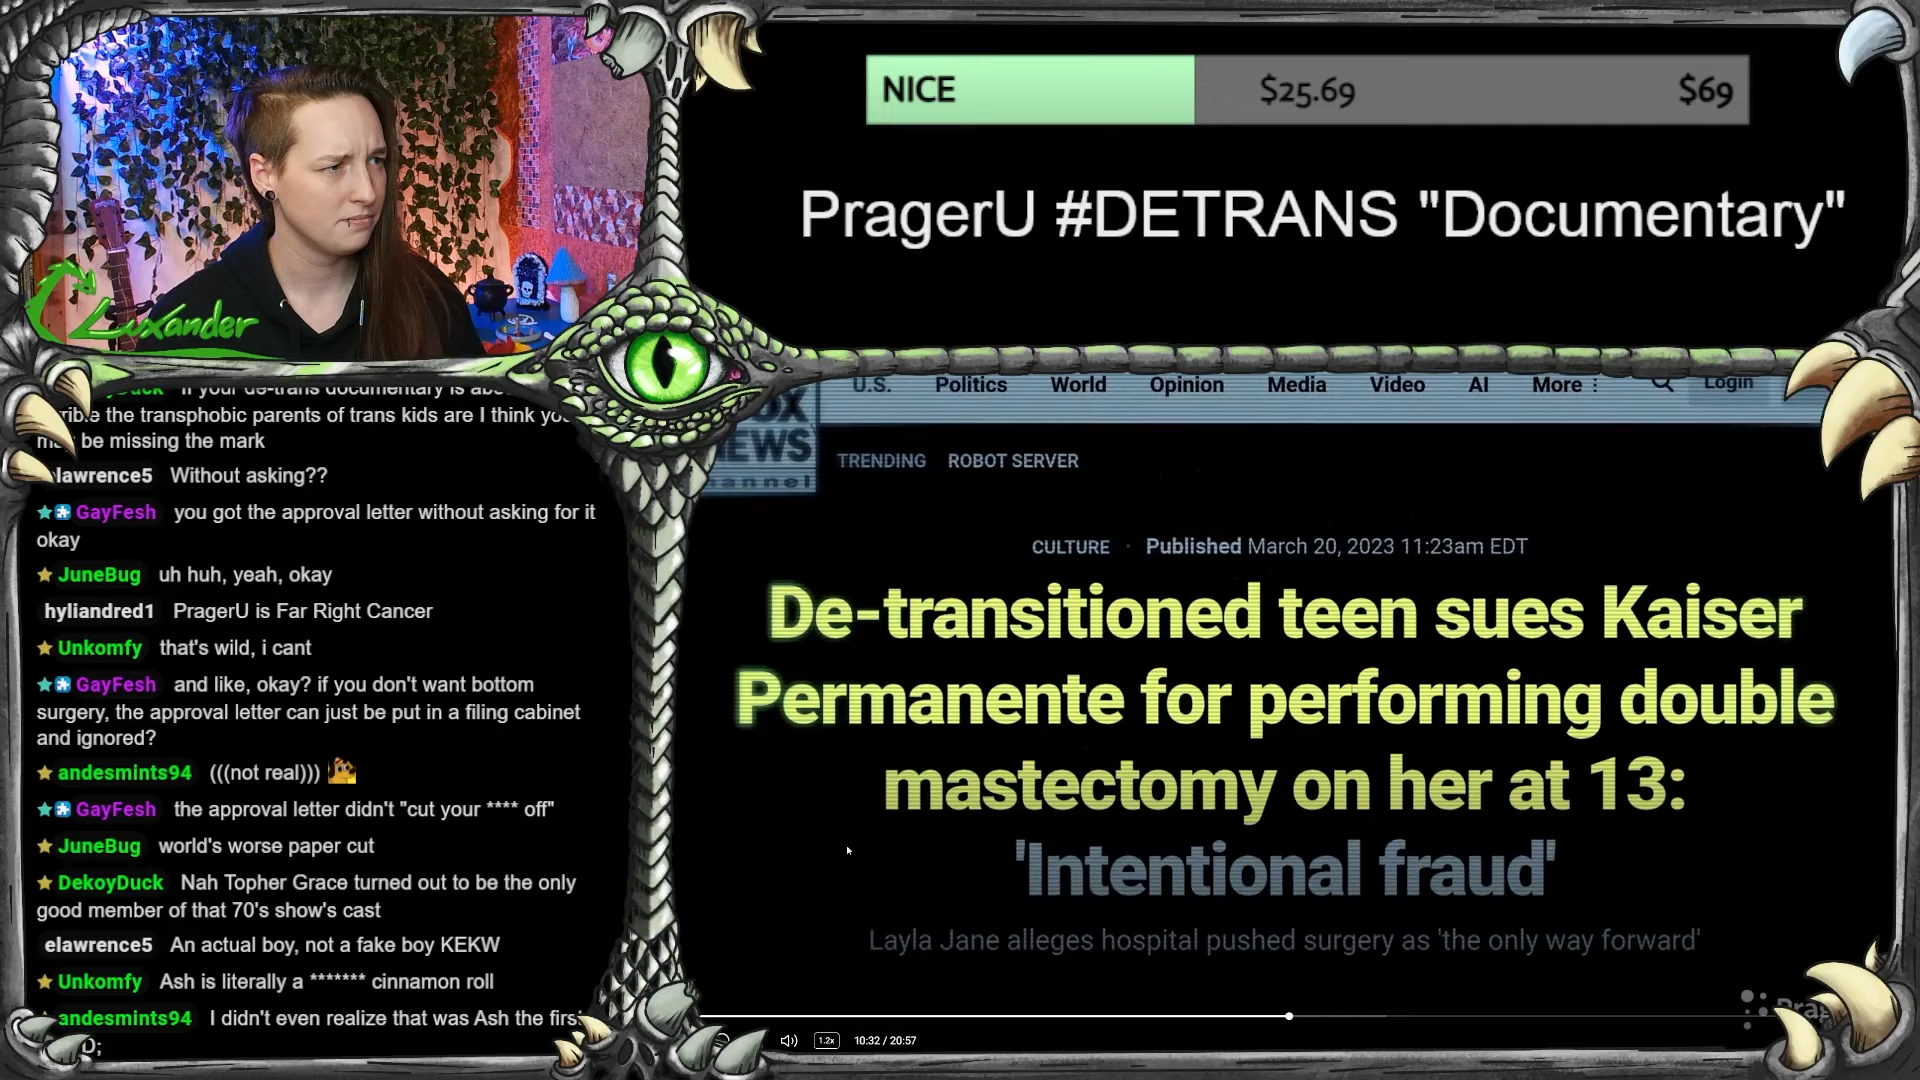 NICE $25.69 $69
PragerU #DETRANS "Documentary"
Luxander
U.S. Politics World Opinion Media Video AI More Login
NEWS
TRENDING ROBOT SERVER
CULTURE · Published March 20, 2023 11:23am EDT
De-transitioned teen sues Kaiser
Permanente for performing double
mastectomy on her at 13:
'Intentional fraud'
Layla Jane alleges hospital pushed surgery as 'the only way forward'
1.2x 10:32 / 20:57
If your de-trans documentary is
the transphobic parents of trans kids are I think
be missing the mark
elawrence5 Without asking??
GayFesh you got the approval letter without asking for it
okay
JuneBug uh huh, yeah, okay
hyliandred1 PragerU is Far Right Cancer
Unkomfy that's wild, i cant
GayFesh and like, okay? if you don't want bottom
surgery, the approval letter can just be put in a filing cabinet
and ignored?
andesmints94 (((not real)))
GayFesh the approval letter didn't "cut your **** off"
JuneBug world's worse paper cut
DekoyDuck Nah Topher Grace turned out to be the only
good member of that 70's show's cast
elawrence5 An actual boy, not a fake boy KEKW
Unkomfy Ash is literally a ******* cinnamon roll
andesmints94 I didn't even realize that was Ash the
D;